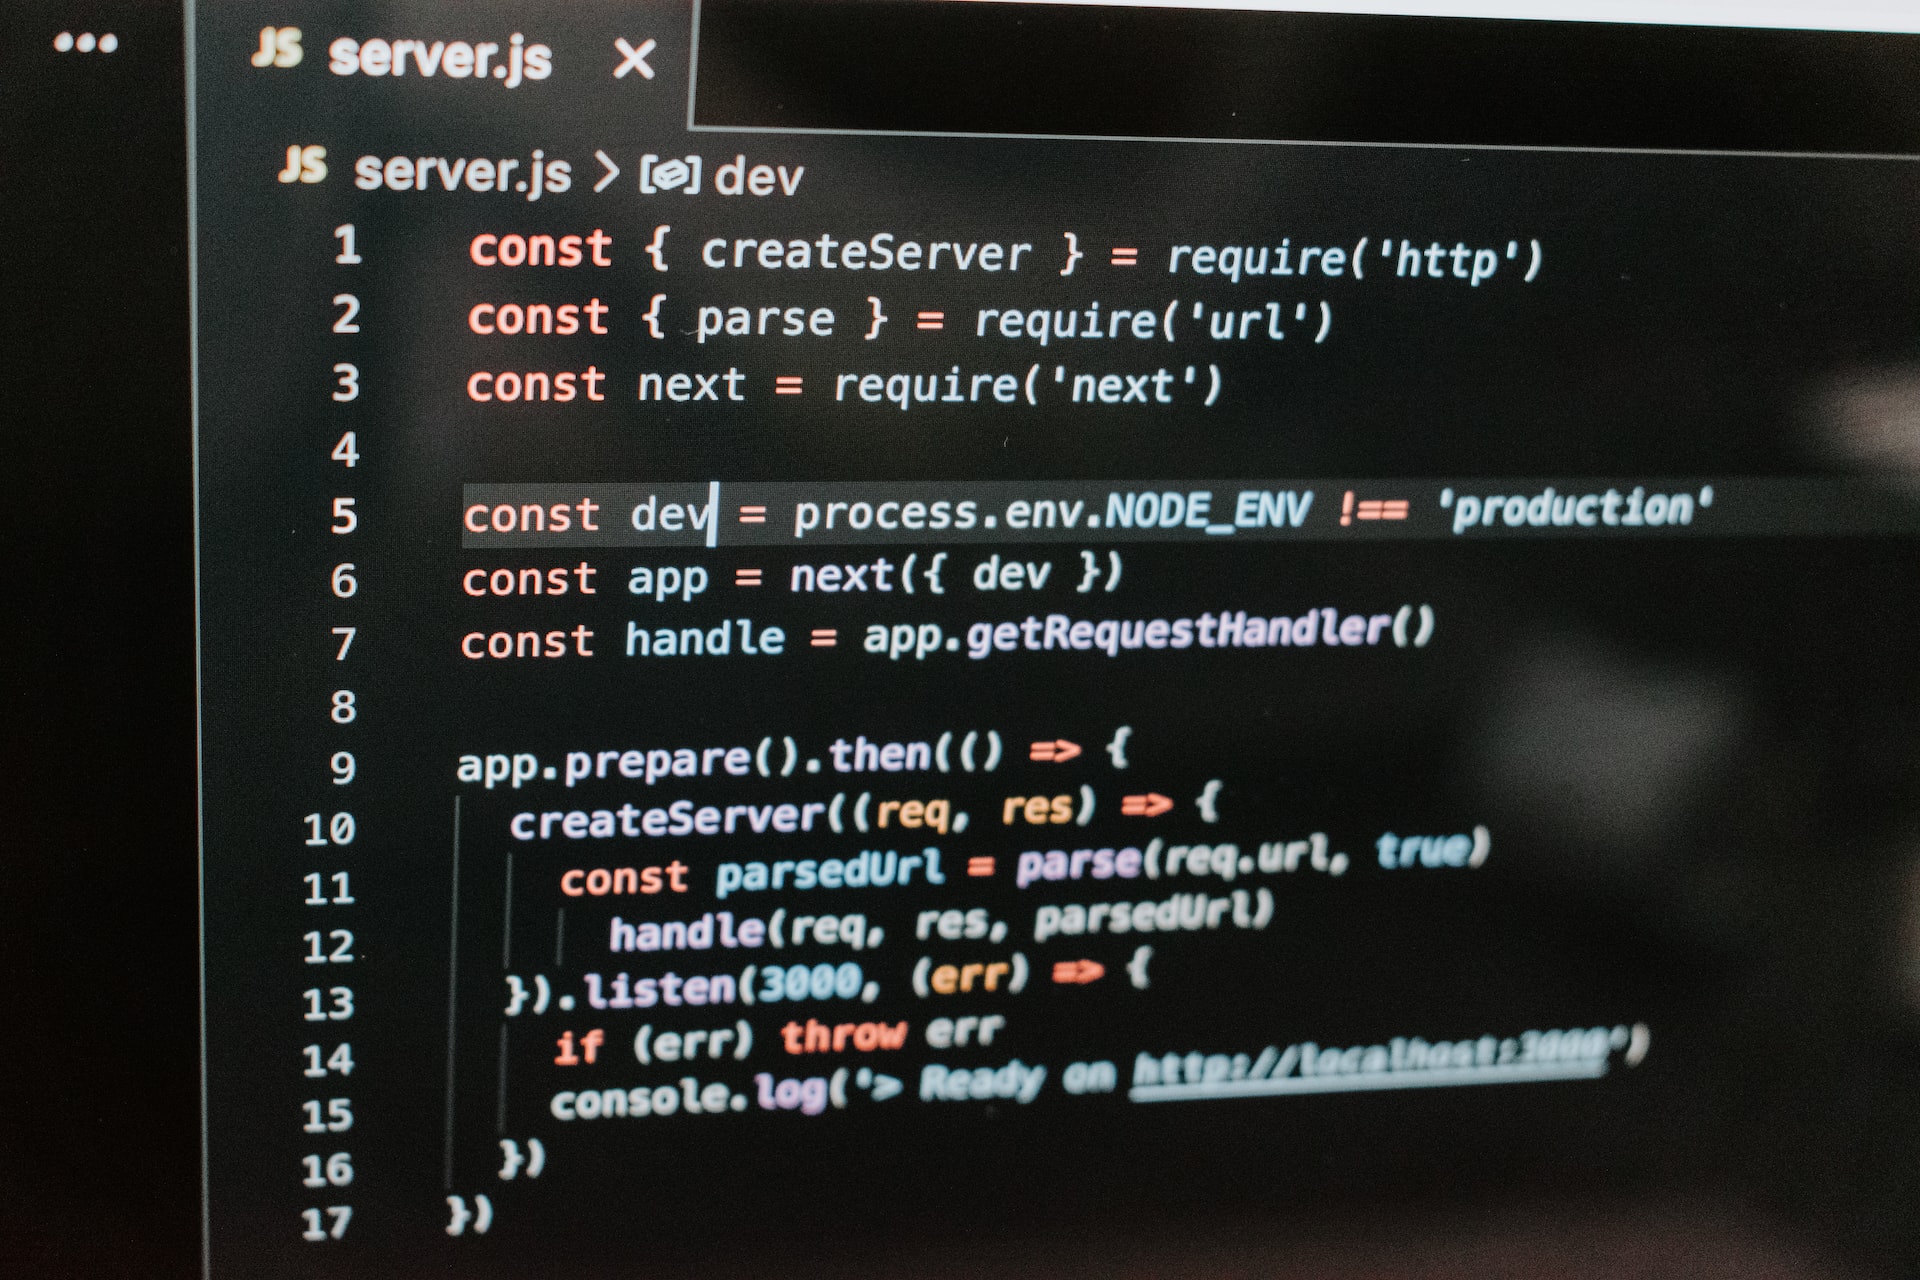 JS server.js ×
JS server.js > dev
1 const { createServer } = require('http')
2 const { parse } = require('url')
3 const next = require('next')
4
5 const dev = process.env.NODE_ENV !== 'production'
6 const app = next({ dev })
7 const handle = app.getRequestHandler()
8
9 app.prepare().then(() => {
10 createServer((req, res) => {
11 const parsedUrl = parse(req.url, true)
12 handle(req, res, parsedUrl)
13 }).listen(3000, (err) => {
14 if (err) throw err
15 console.log('> Ready on http://localhost:3000')
16 })
17 })